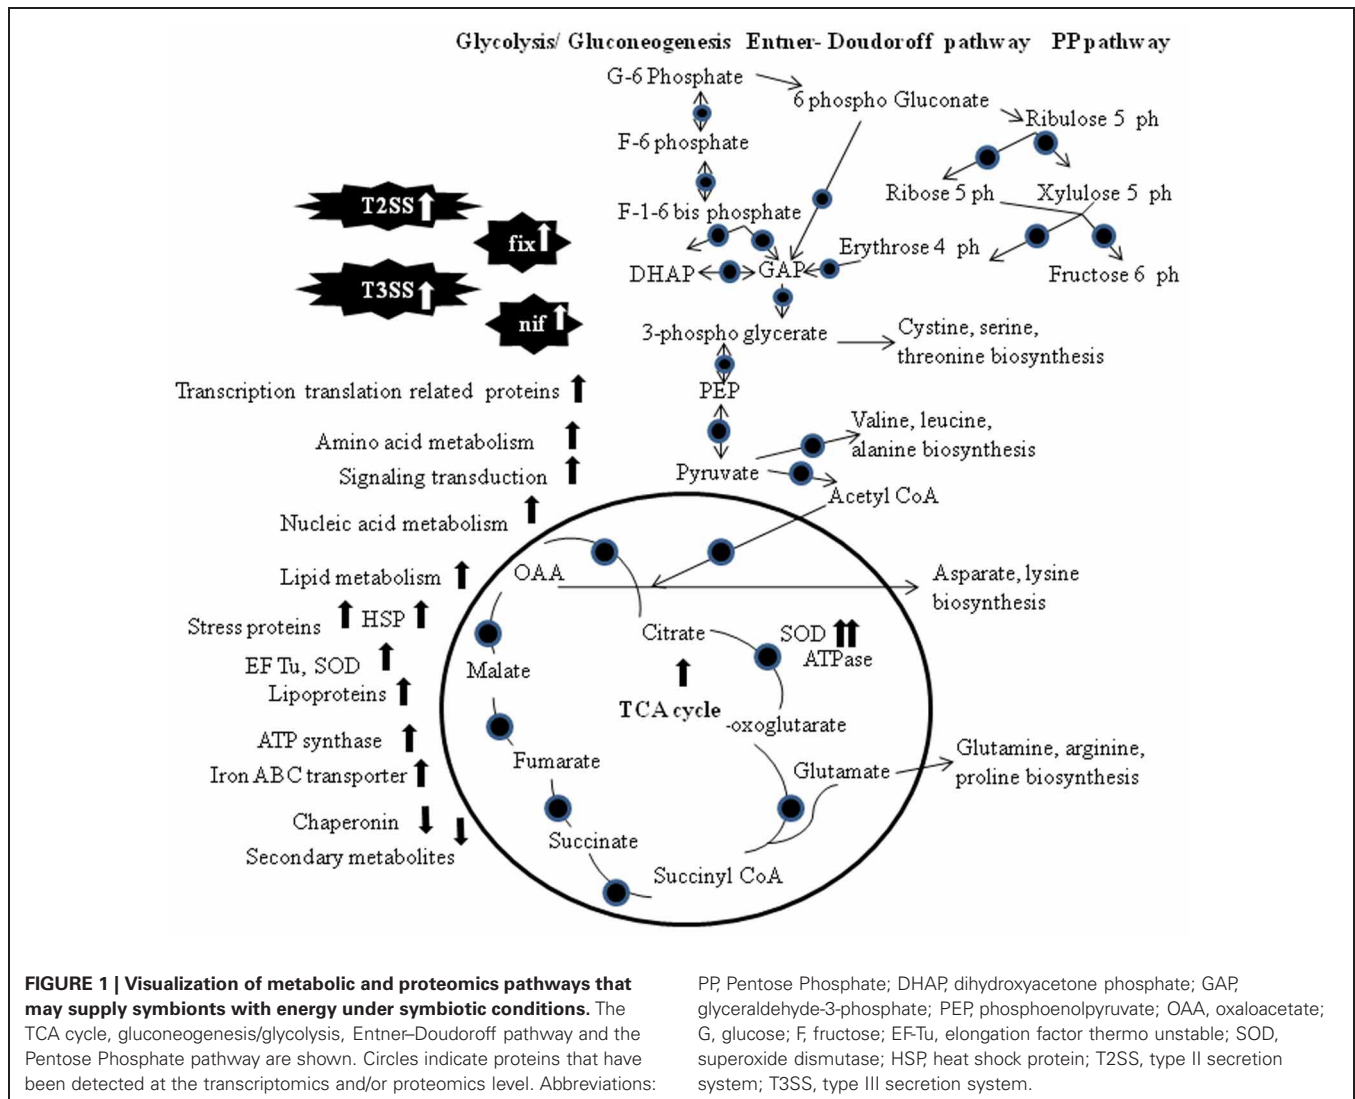 Glycolysis/ Gluconeogenesis Entner- Doudoroff pathway PP pathway
G-6 Phosphate
6 phospho Gluconate
Ribulose 5 ph
F-6 phosphate
Ribose 5 ph
Xylulose 5 ph
T2SS
F-1-6 bis phosphate
fix
Erythrose 4 ph
DHAP
GAP
Fructose 6 ph
T3SS
nif
3-phospho glycerate
Cystine, serine,
threonine biosynthesis
Transcription translation related proteins
PEP
Amino acid metabolism
Valine, leucine,
alanine biosynthesis
Signaling transduction
Pyruvate
Acetyl CoA
Nucleic acid metabolism
Lipid metabolism
OAA
Asparate, lysine
biosynthesis
Stress proteins
HSP
Citrate
SOD
ATPase
EF Tu, SOD
Malate
Lipoproteins
TCA cycle
-oxoglutarate
ATP synthase
Fumarate
Glutamate
Glutamine, arginine,
proline biosynthesis
Iron ABC transporter
Chaperonin
Succinate
Secondary metabolites
Succinyl CoA
FIGURE 1 | Visualization of metabolic and proteomics pathways that
may supply symbionts with energy under symbiotic conditions. The
TCA cycle, gluconeogenesis/glycolysis, Entner–Doudoroff pathway and the
Pentose Phosphate pathway are shown. Circles indicate proteins that have
been detected at the transcriptomics and/or proteomics level. Abbreviations:
PP, Pentose Phosphate; DHAP, dihydroxyacetone phosphate; GAP,
glyceraldehyde-3-phosphate; PEP, phosphoenolpyruvate; OAA, oxaloacetate;
G, glucose; F, fructose; EF-Tu, elongation factor thermo unstable; SOD,
superoxide dismutase; HSP, heat shock protein; T2SS, type II secretion
system; T3SS, type III secretion system.